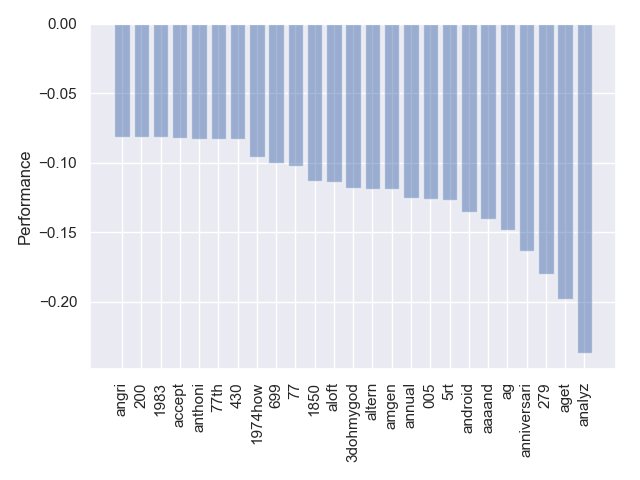 0.00
−0.05
−0.10
−0.15
−0.20
Performance
angri
200
1983
accept
anthoni
77th
430
1974how
699
77
1850
aloft
3dohmygod
altern
amgen
annual
005
5rt
android
aaaand
ag
anniversari
279
aget
analyz